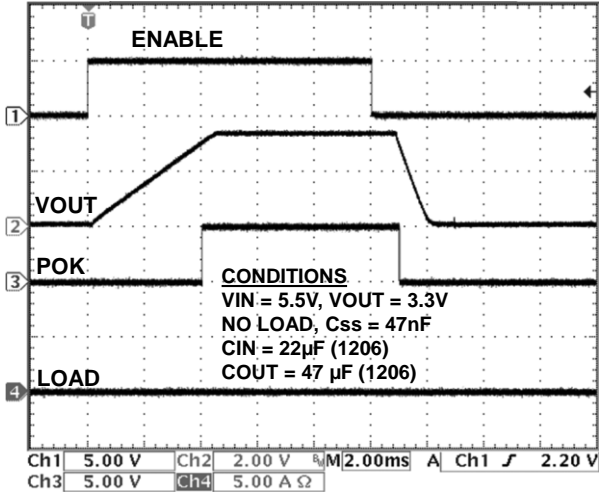 T
ENABLE
1
VOUT
2
POK
3
CONDITIONS
VIN = 5.5V, VOUT = 3.3V
NO LOAD, Css = 47nF
CIN = 22µF (1206)
COUT = 47 µF (1206)
LOAD
4
Ch1 5.00 V Ch2 2.00 V BW M 2.00ms A Ch1 ʃ 2.20 V
Ch3 5.00 V Ch4 5.00 A Ω